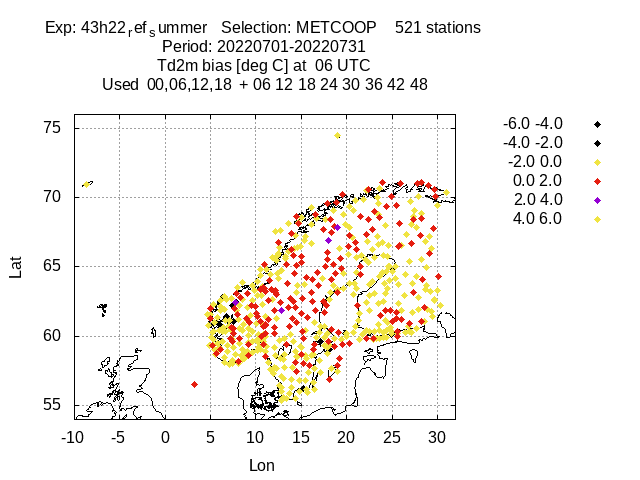 Exp: 43h22ref_summer Selection: METCOOP 521 stations
Period: 20220701-20220731
Td2m bias [deg C] at 06 UTC
Used 00,06,12,18 + 06 12 18 24 30 36 42 48
-6.0 -4.0
-4.0 -2.0
-2.0 0.0
0.0 2.0
2.0 4.0
4.0 6.0
75
70
65
60
55
Lat
-10 -5 0 5 10 15 20 25 30
Lon